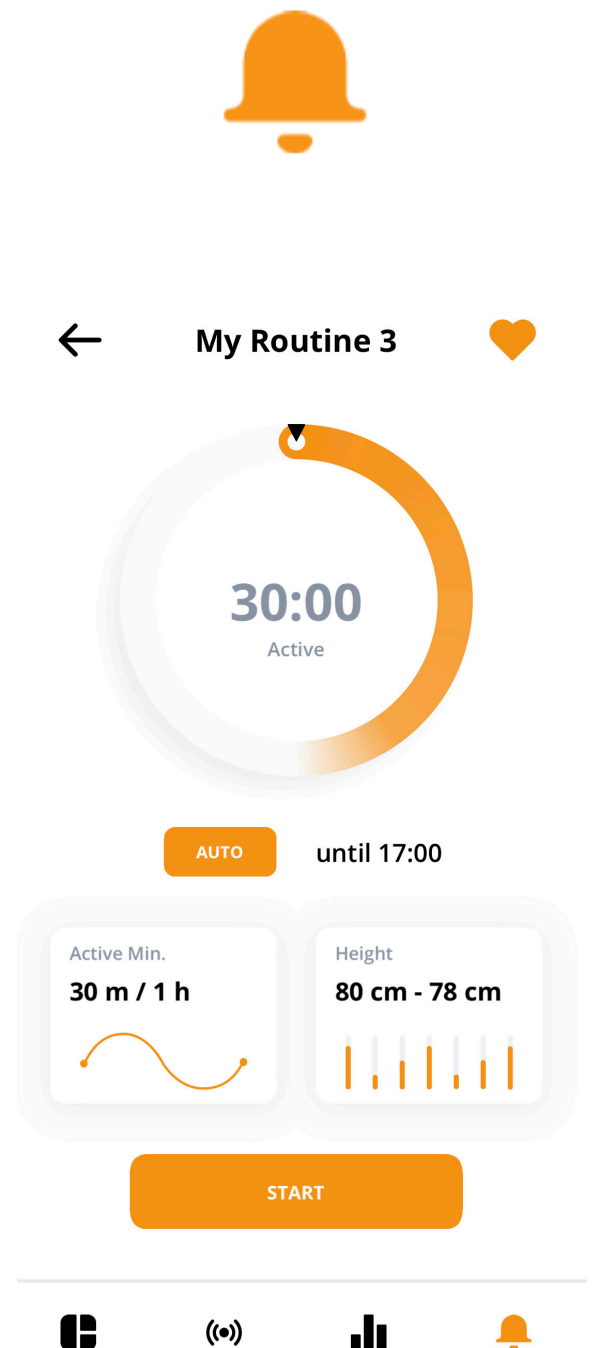 My Routine 3
30:00
Active
AUTO
until 17:00
Active Min.
30 m / 1 h
Height
80 cm - 78 cm
START